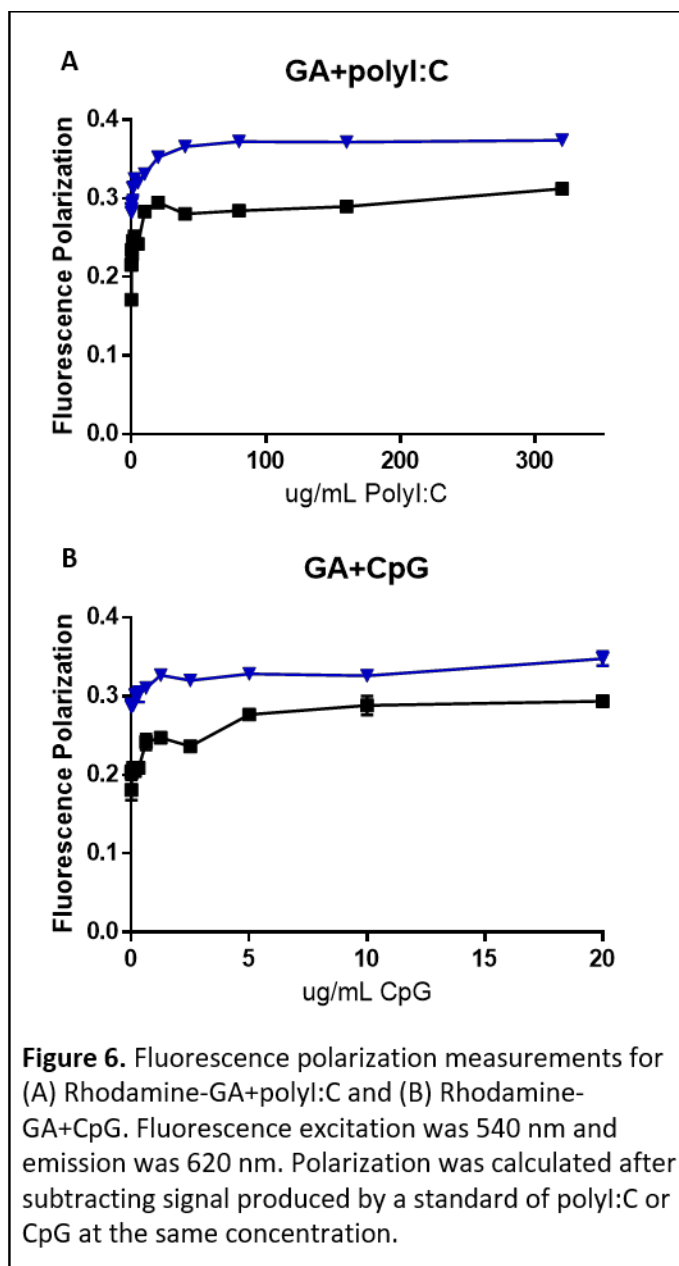 A
GA+polyI:C
Fluorescence Polarization
0.4
0.3
0.2
0.1
0.0
0 100 200 300
ug/mL PolyI:C
B
GA+CpG
Fluorescence Polarization
0.4
0.3
0.2
0.1
0.0
0 5 10 15 20
ug/mL CpG
Figure 6. Fluorescence polarization measurements for
(A) Rhodamine-GA+polyI:C and (B) Rhodamine-
GA+CpG. Fluorescence excitation was 540 nm and
emission was 620 nm. Polarization was calculated after
subtracting signal produced by a standard of polyI:C or
CpG at the same concentration.